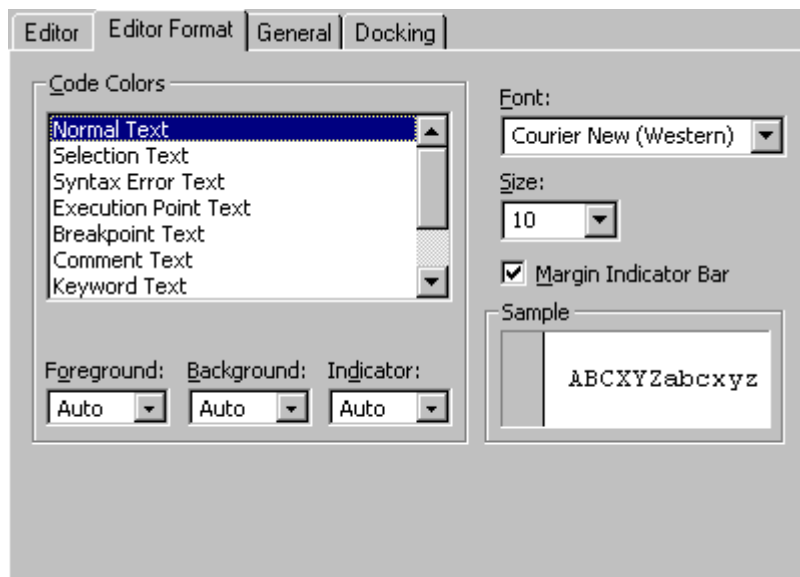 Editor Editor Format General Docking
Code Colors
Normal Text
Selection Text
Syntax Error Text
Execution Point Text
Breakpoint Text
Comment Text
Keyword Text
Foreground: Background: Indicator:
Auto Auto Auto
Font:
Courier New (Western)
Size:
10
Margin Indicator Bar
Sample
ABCXYZabcxyz